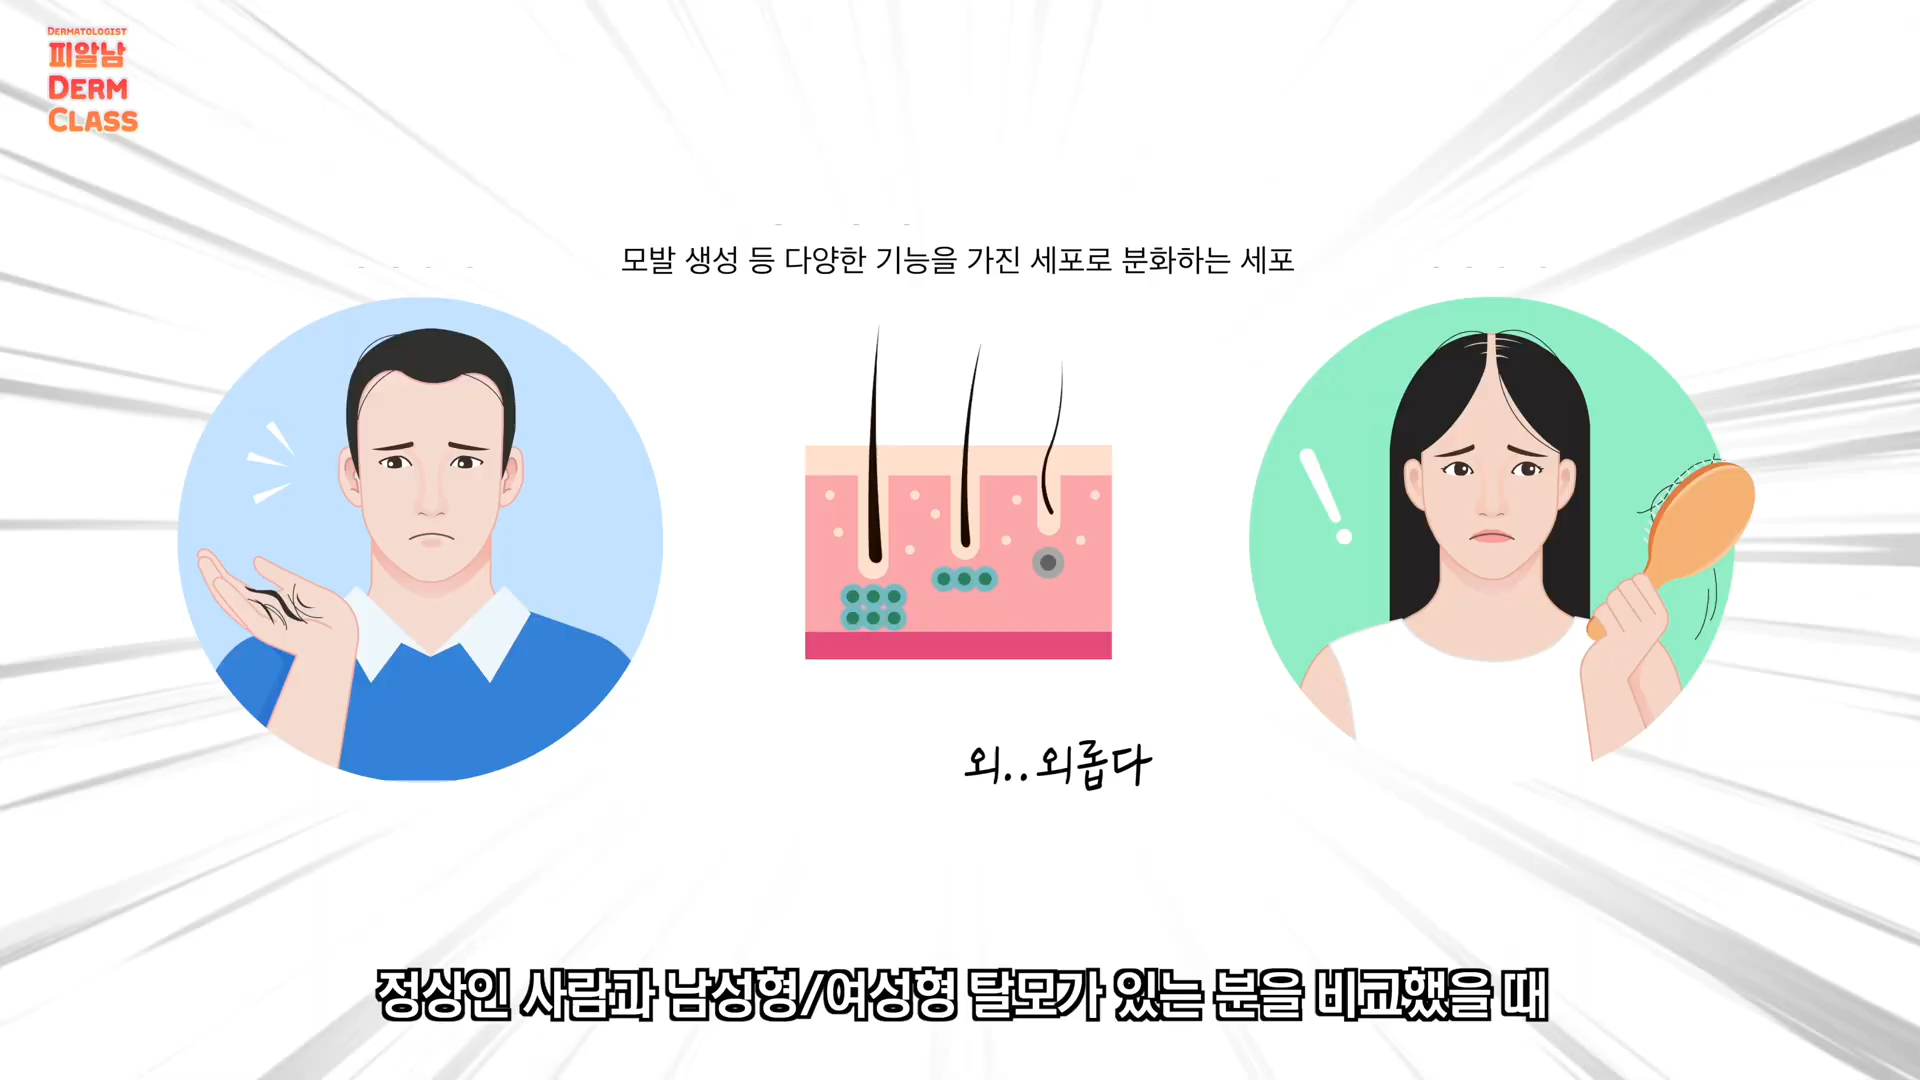 DERMATOLOGIST
피알남
DERM
CLASS
모발 생성 등 다양한 기능을 가진 세포로 분화하는 세포
외..외롭다
정상인 사람과 남성형/여성형 탈모가 있는 분을 비교했을 때